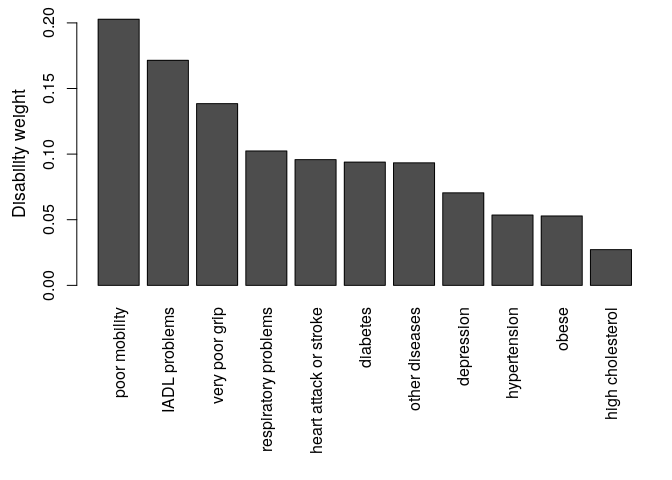 Disability weight
0.20
0.15
0.10
0.05
0.00
poor mobility
IADL problems
very poor grip
respiratory problems
heart attack or stroke
diabetes
other diseases
depression
hypertension
obese
high cholesterol